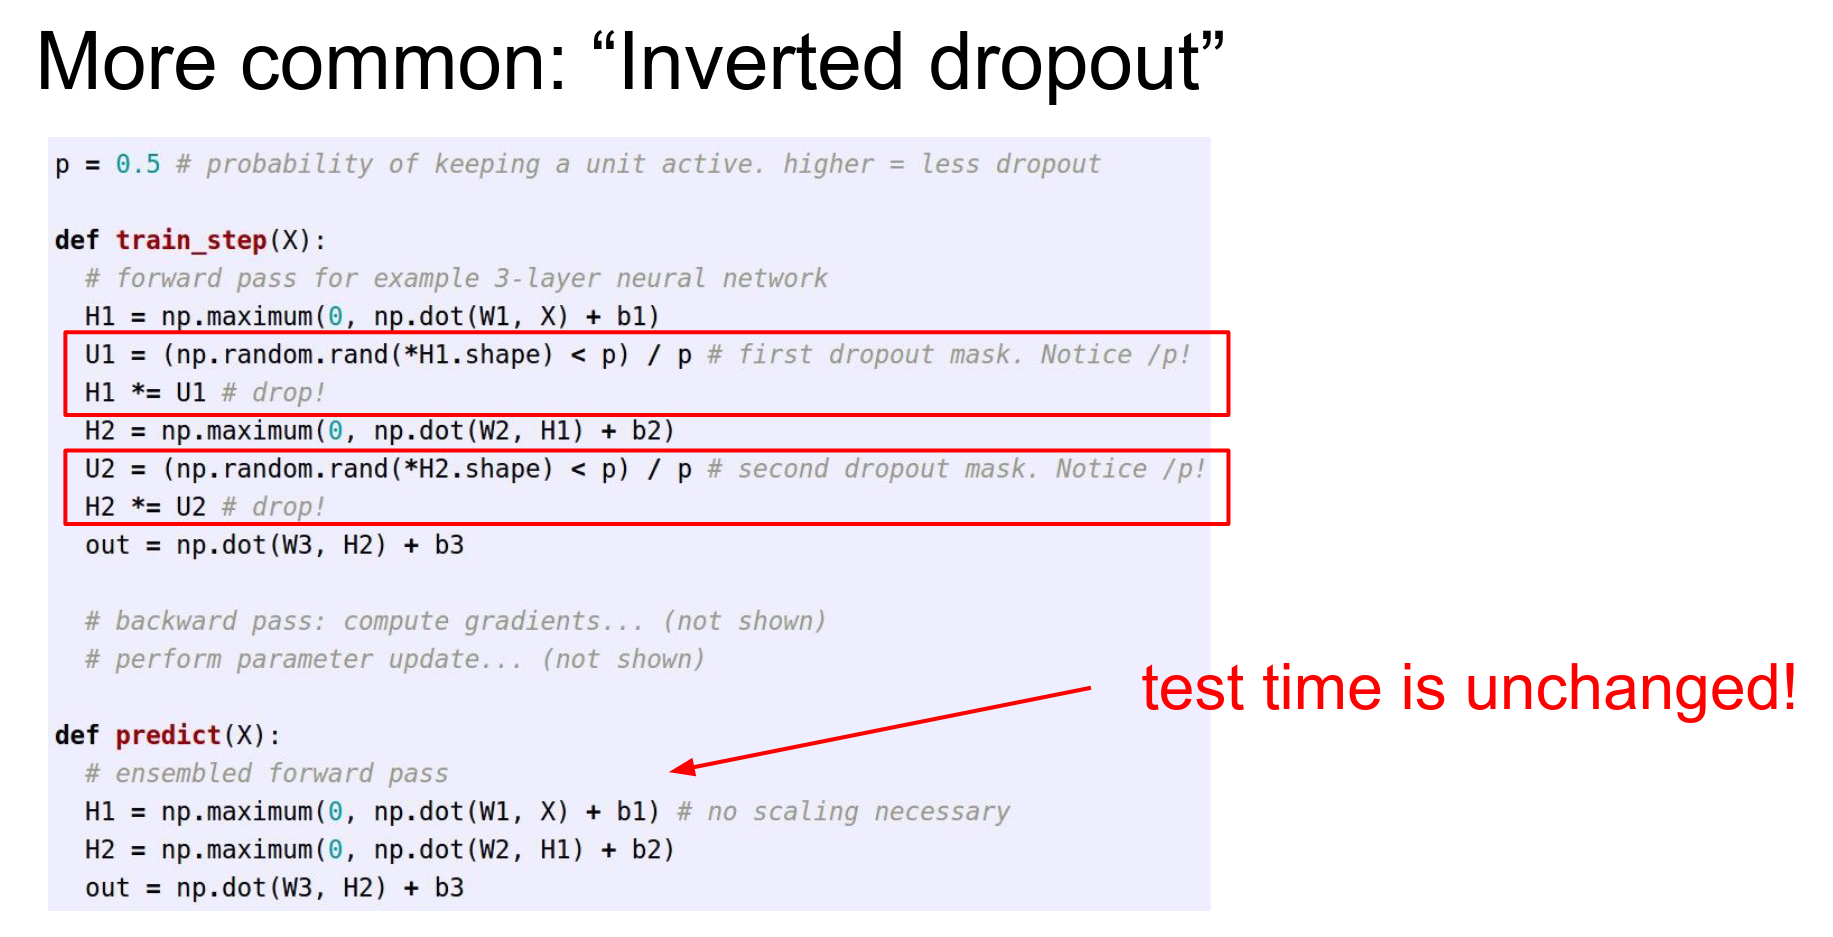 More common: “Inverted dropout”
p = 0.5 # probability of keeping a unit active. higher = less dropout
def train_step(X):
  # forward pass for example 3-layer neural network
  H1 = np.maximum(0, np.dot(W1, X) + b1)
  U1 = (np.random.rand(*H1.shape) < p) / p # first dropout mask. Notice /p!
  H1 *= U1 # drop!
  H2 = np.maximum(0, np.dot(W2, H1) + b2)
  U2 = (np.random.rand(*H2.shape) < p) / p # second dropout mask. Notice /p!
  H2 *= U2 # drop!
  out = np.dot(W3, H2) + b3
  # backward pass: compute gradients... (not shown)
  # perform parameter update... (not shown)
test time is unchanged!
def predict(X):
  # ensembled forward pass
  H1 = np.maximum(0, np.dot(W1, X) + b1) # no scaling necessary
  H2 = np.maximum(0, np.dot(W2, H1) + b2)
  out = np.dot(W3, H2) + b3